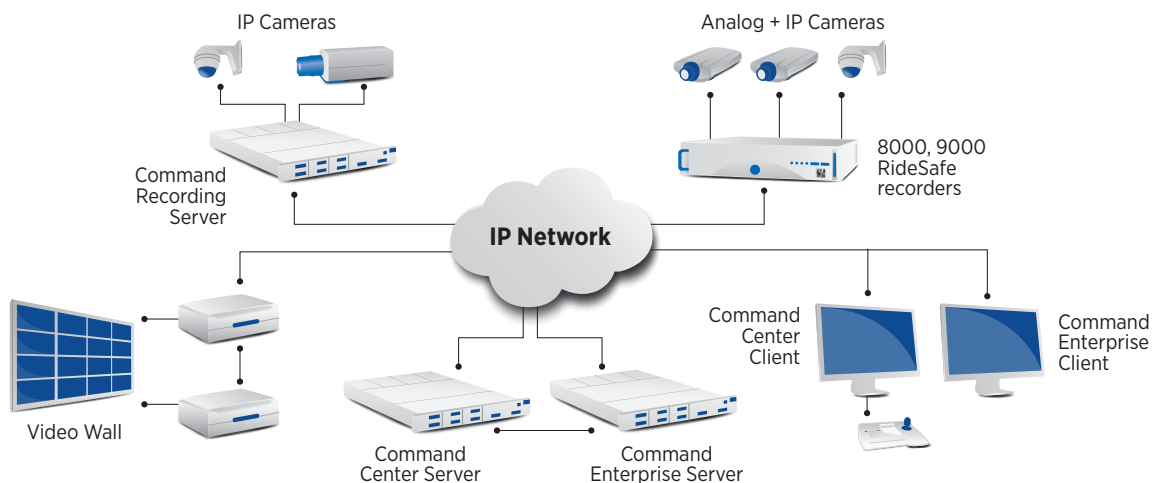 IP Cameras
Analog + IP Cameras
Command
Recording
Server
8000, 9000
RideSafe
recorders
IP Network
Command
Center
Client
Command
Enterprise
Client
Video Wall
Command
Center Server
Command
Enterprise Server